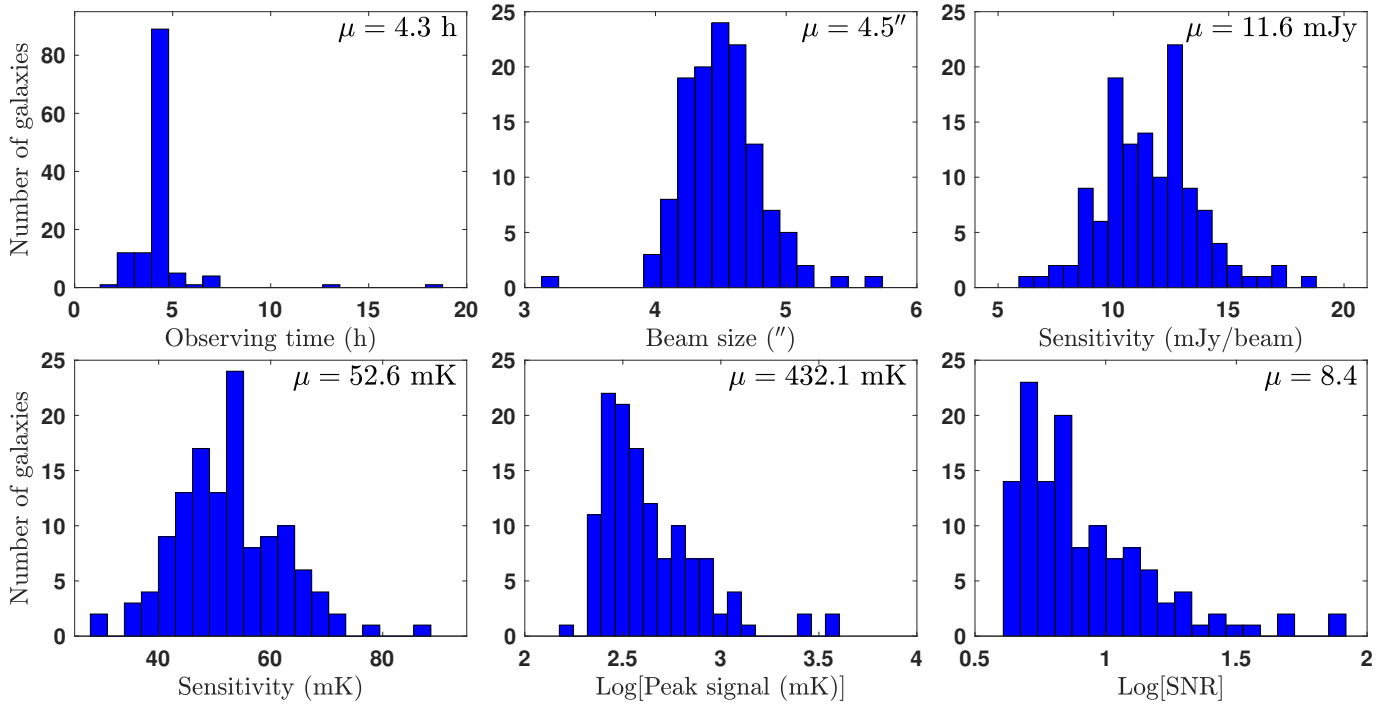 μ = 4.3 h
Number of galaxies
80
60
40
20
0
0 5 10 15 20
Observing time (h)
μ = 4.5″
25
20
15
10
5
0
3 4 5 6
Beam size (″)
μ = 11.6 mJy
25
20
15
10
5
0
5 10 15 20
Sensitivity (mJy/beam)
μ = 52.6 mK
Number of galaxies
25
20
15
10
5
0
40 60 80
Sensitivity (mK)
μ = 432.1 mK
25
20
15
10
5
0
2 2.5 3 3.5 4
Log[Peak signal (mK)]
μ = 8.4
25
20
15
10
5
0
0.5 1 1.5 2
Log[SNR]